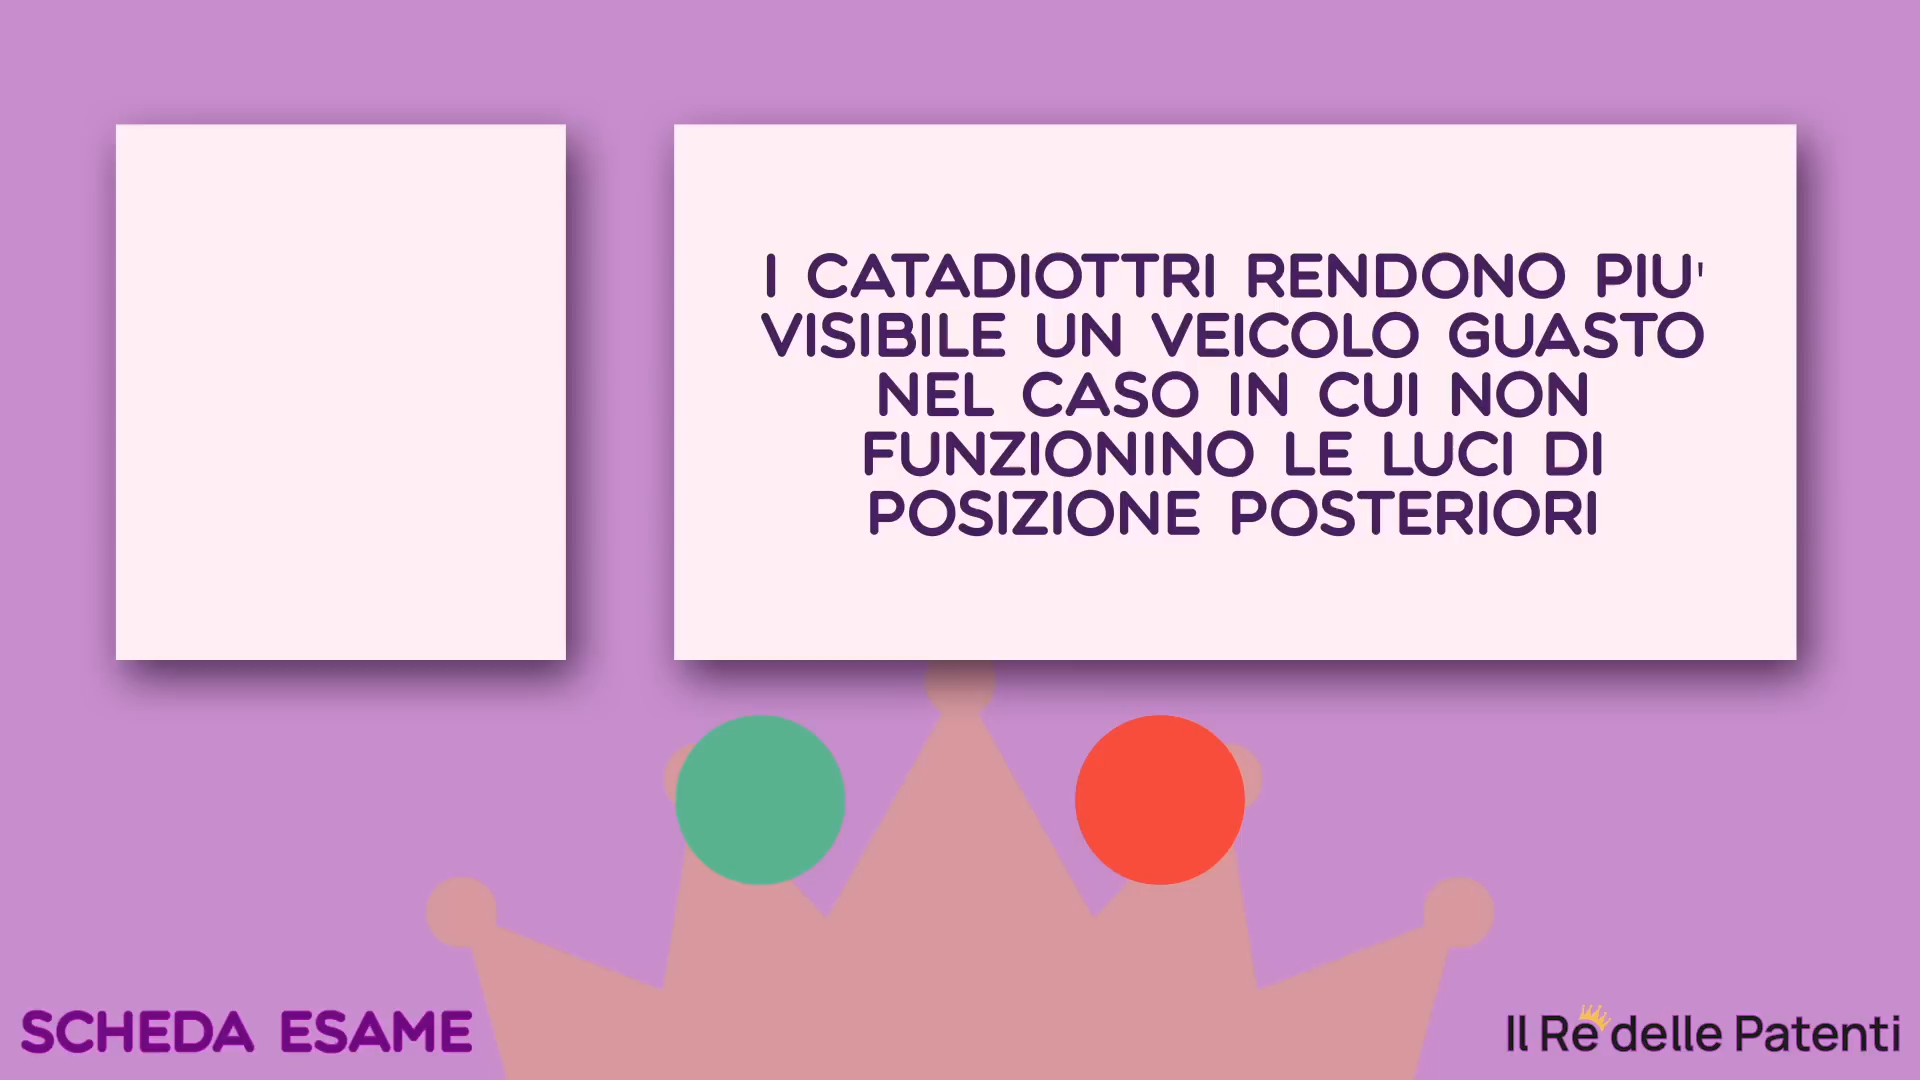 I CATADIOTTRI RENDONO PIU'
VISIBILE UN VEICOLO GUASTO
NEL CASO IN CUI NON
FUNZIONINO LE LUCI DI
POSIZIONE POSTERIORI
SCHEDA ESAME
Il Re delle Patenti